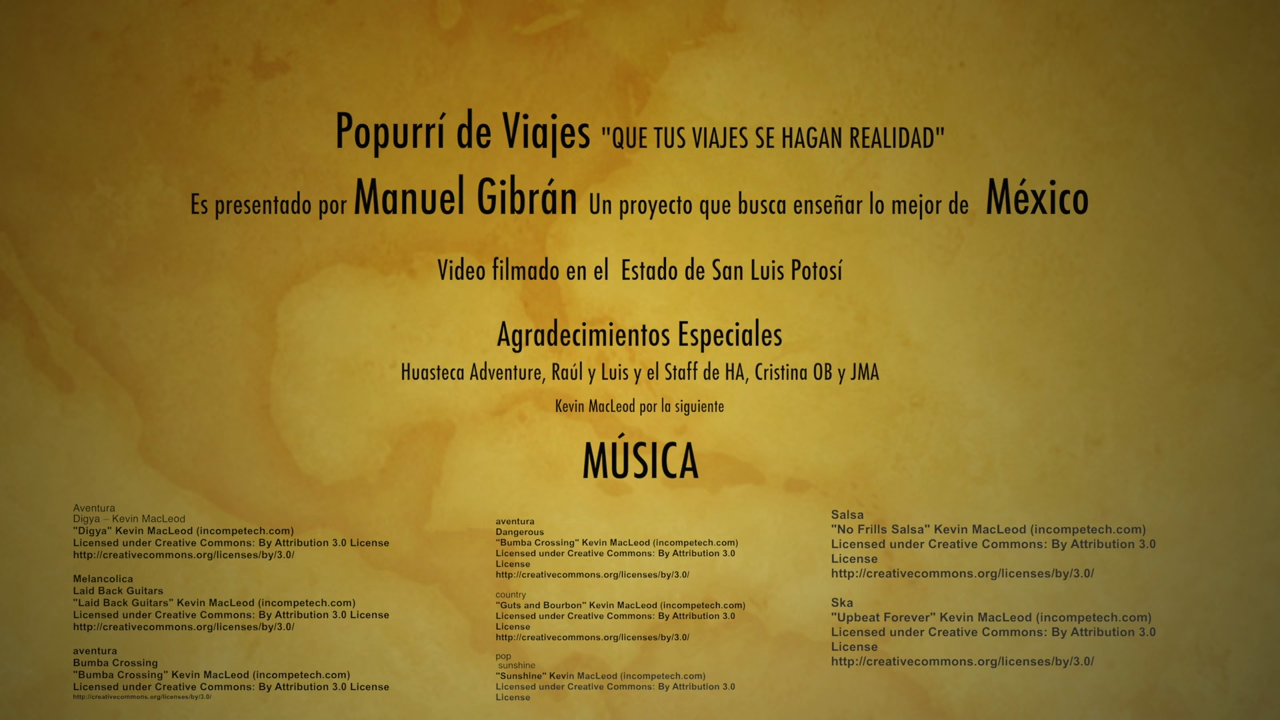 Popurrí de Viajes "QUE TUS VIAJES SE HAGAN REALIDAD"
Es presentado por Manuel Gibrán Un proyecto que busca enseñar lo mejor de México
Video filmado en el Estado de San Luis Potosí
Agradecimientos Especiales
Huasteca Adventure, Raúl y Luis y el Staff de HA, Cristina OB y JMA
Kevin MacLeod por la siguiente
MÚSICA
Aventura
Digya – Kevin MacLeod
"Digya" Kevin MacLeod (incompetech.com)
Licensed under Creative Commons: By Attribution 3.0 License
http://creativecommons.org/licenses/by/3.0/
Melancolica
Laid Back Guitars
"Laid Back Guitars" Kevin MacLeod (incompetech.com)
Licensed under Creative Commons: By Attribution 3.0 License
http://creativecommons.org/licenses/by/3.0/
aventura
Bumba Crossing
"Bumba Crossing" Kevin MacLeod (incompetech.com)
Licensed under Creative Commons: By Attribution 3.0 License
http://creativecommons.org/licenses/by/3.0/
aventura
Dangerous
"Bumba Crossing" Kevin MacLeod (incompetech.com)
Licensed under Creative Commons: By Attribution 3.0
License
http://creativecommons.org/licenses/by/3.0/
country
"Guts and Bourbon" Kevin MacLeod (incompetech.com)
Licensed under Creative Commons: By Attribution 3.0
License
http://creativecommons.org/licenses/by/3.0/
pop
sunshine
"Sunshine" Kevin MacLeod (incompetech.com)
Licensed under Creative Commons: By Attribution 3.0
License
Salsa
"No Frills Salsa" Kevin MacLeod (incompetech.com)
Licensed under Creative Commons: By Attribution 3.0
License
http://creativecommons.org/licenses/by/3.0/
Ska
"Upbeat Forever" Kevin MacLeod (incompetech.com)
Licensed under Creative Commons: By Attribution 3.0
License
http://creativecommons.org/licenses/by/3.0/